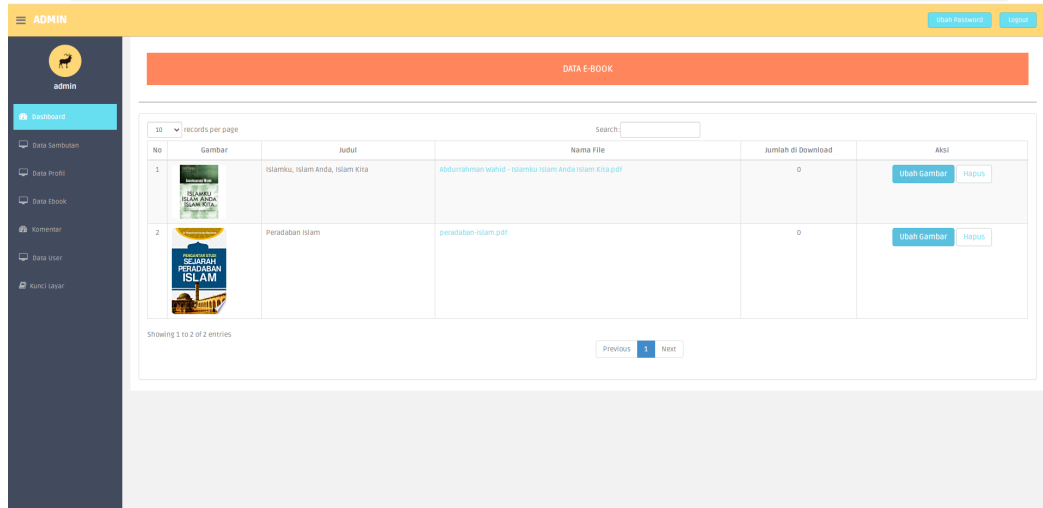 ADMIN
Ubah Password
Logout
admin
Dashboard
Data Sambutan
Data Profil
Data Ebook
Komentar
Data User
Kunci Layar
DATA E-BOOK
10 records per page
Search:
No Gambar Judul Nama File Jumlah di Download Aksi
1 Islamku, Islam Anda, Islam Kita Abdurrahman Wahid - Islamku Islam Anda Islam Kita.pdf 0 Ubah Gambar Hapus
ISLAMKU
ISLAM ANDA
ISLAM KITA
2 Peradaban Islam peradaban-islam.pdf 0 Ubah Gambar Hapus
PENGANTAR STUDI
SEJARAH
PERADABAN
ISLAM
Showing 1 to 2 of 2 entries
Previous 1 Next